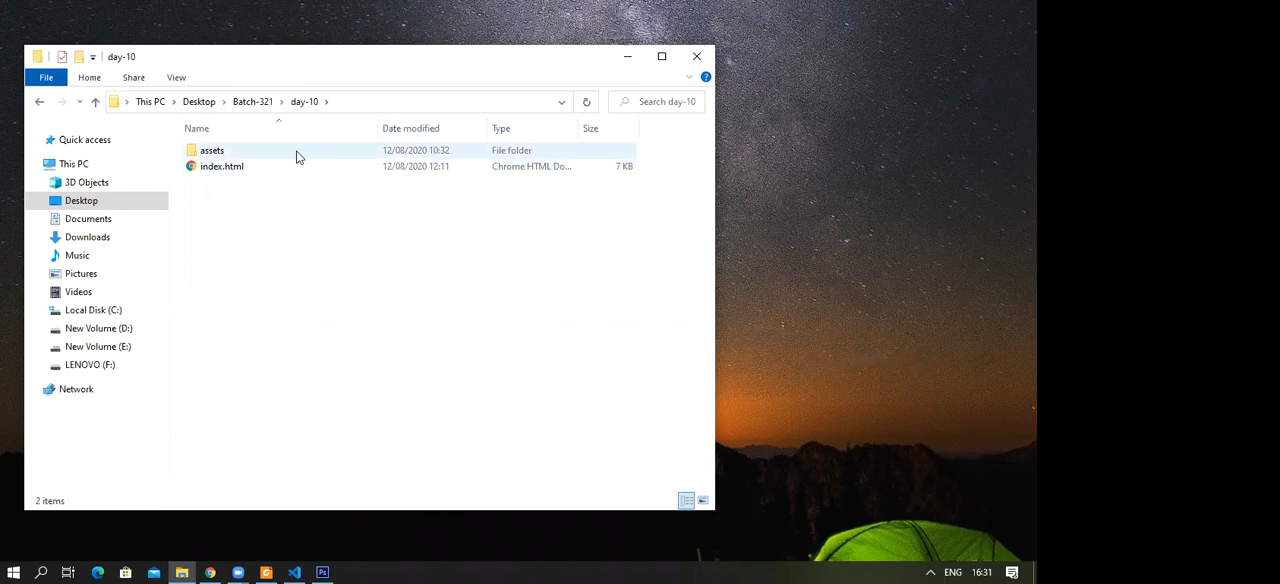 day-10
File Home Share View
This PC Desktop Batch-321 day-10 Search day-10
Name Date modified Type Size
assets 12/08/2020 10:32 File folder
index.html 12/08/2020 12:11 Chrome HTML Do... 7 KB
Quick access
This PC
3D Objects
Desktop
Documents
Downloads
Music
Pictures
Videos
Local Disk (C:)
New Volume (D:)
New Volume (E:)
LENOVO (F:)
Network
2 items
Ps ENG 16:31